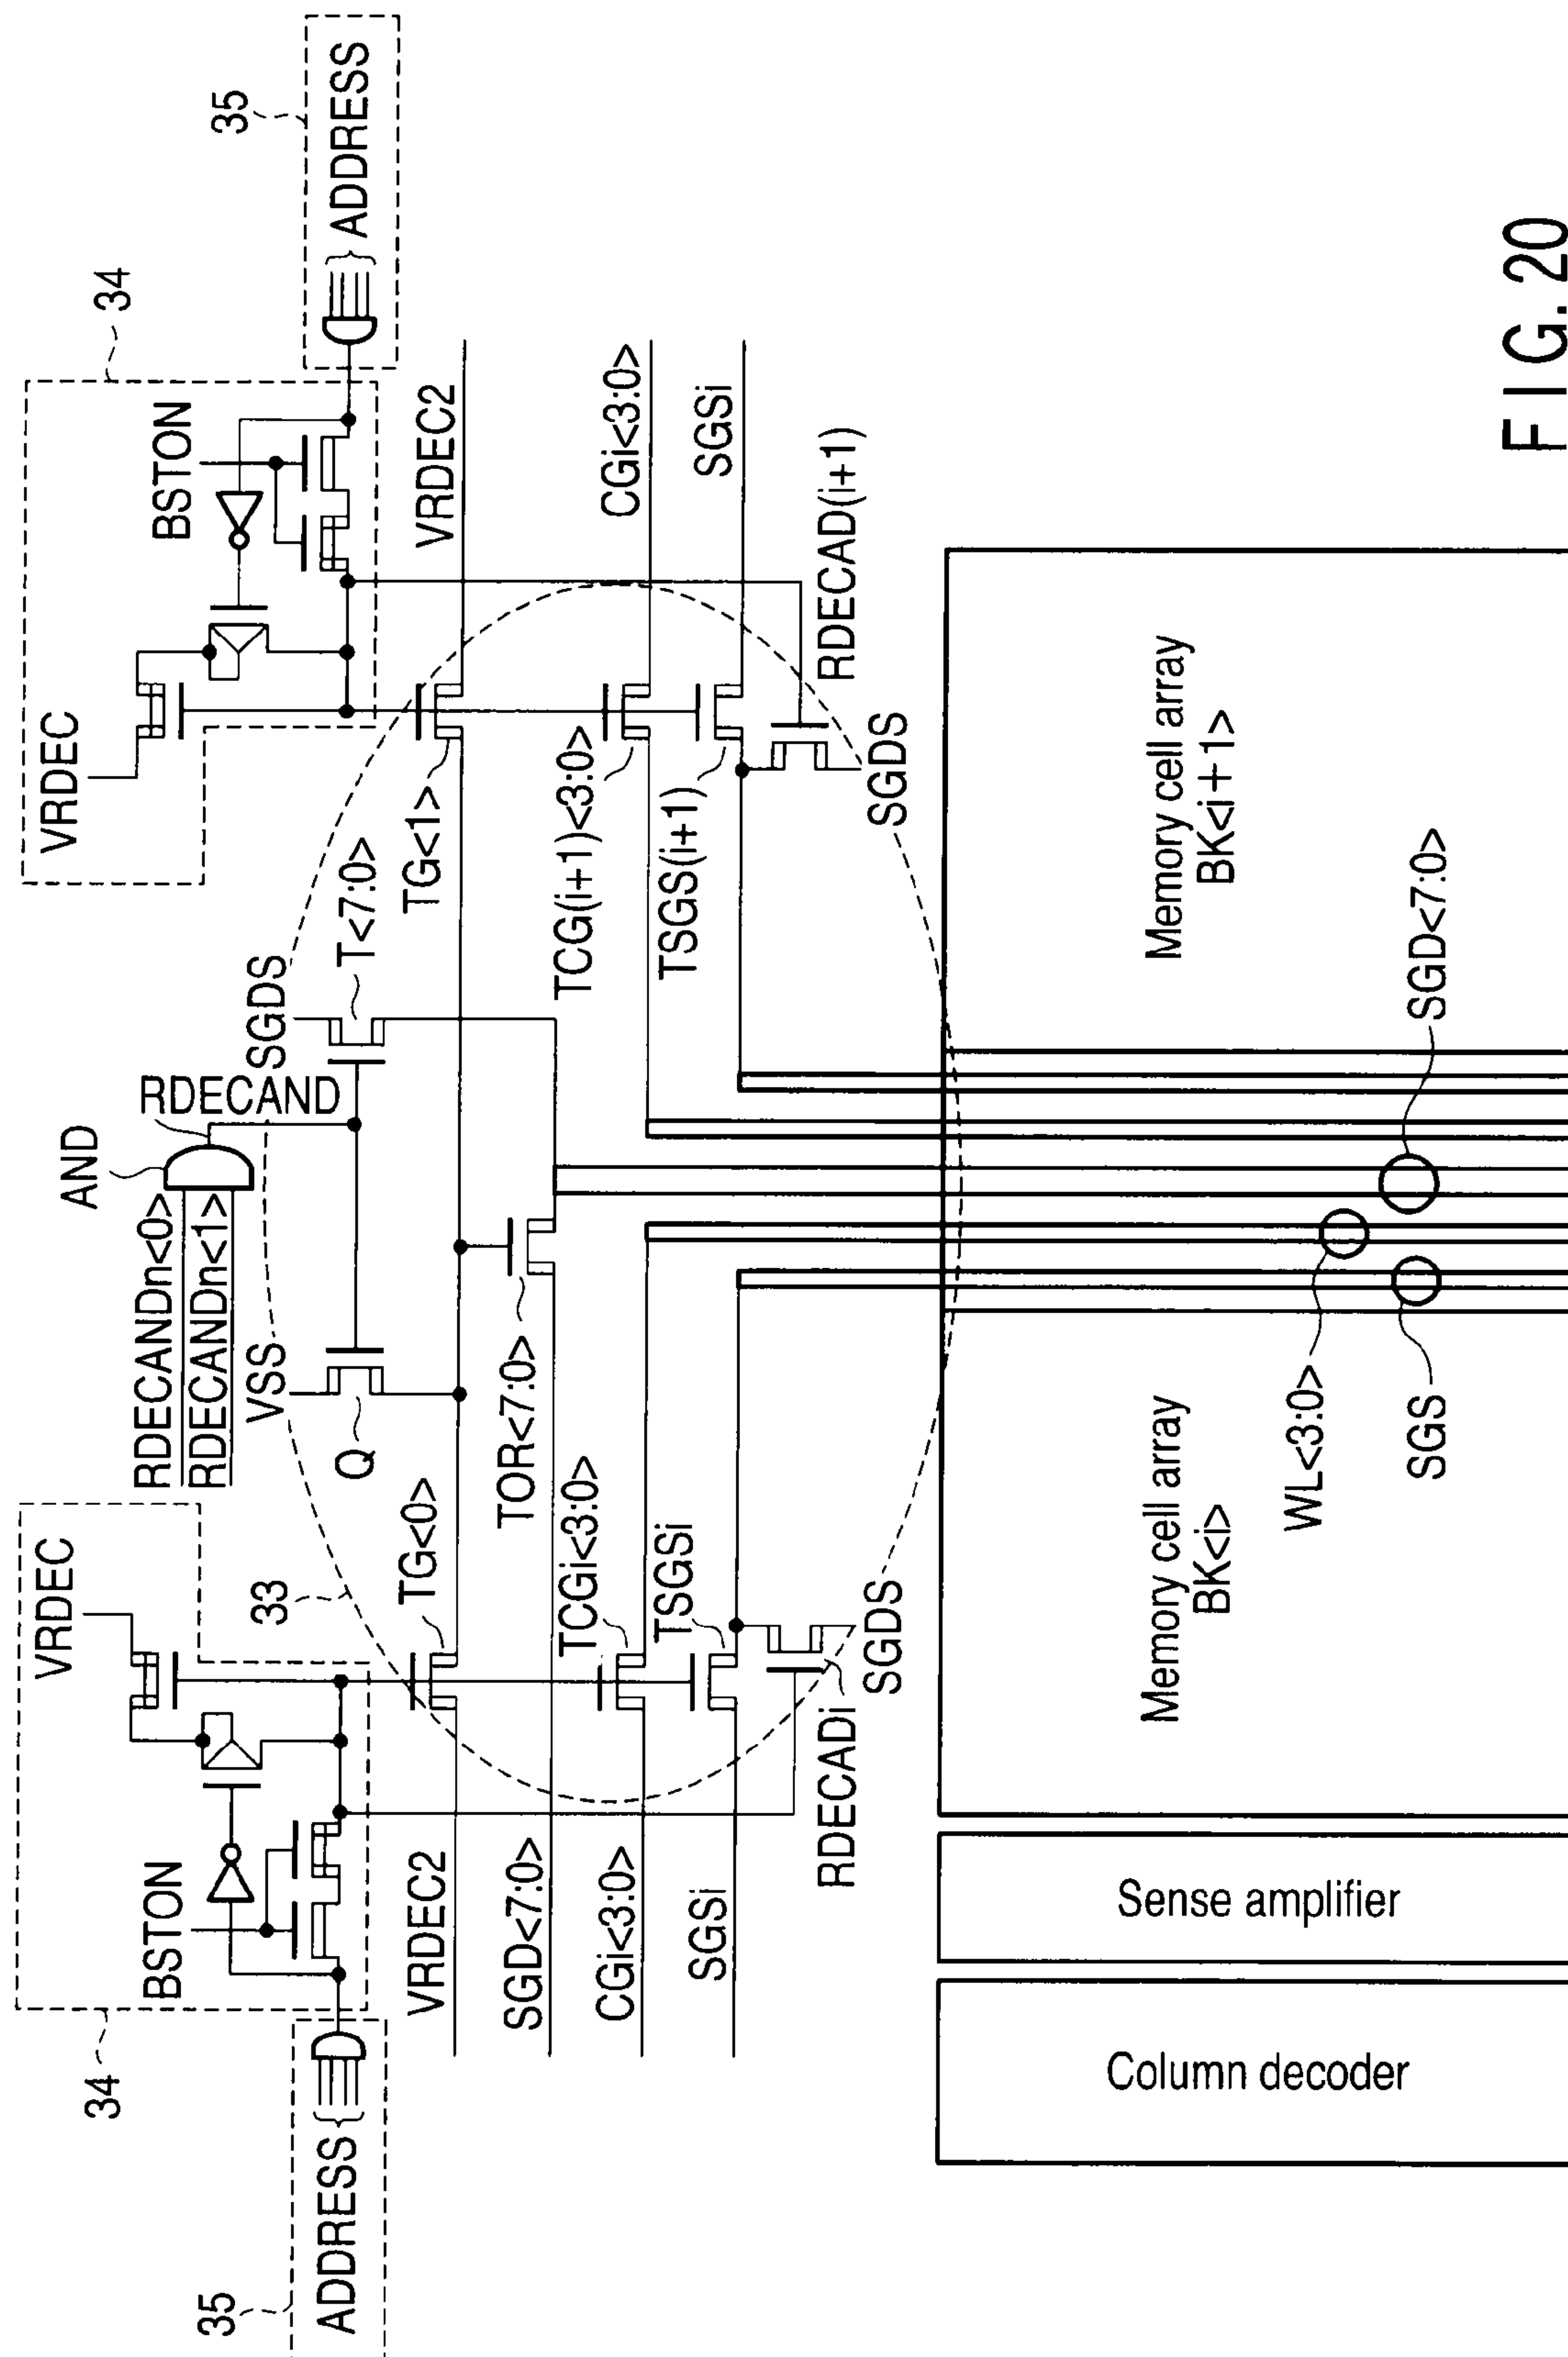 35
ADDRESS
34
BSTON
VRDEC
33
VRDEC2
SGD<7:0>
CGi<3:0>
SGSi
TG<0>
TCGi<3:0>
TSGSi
RDECADi
SGDS
RDECANDn<0>
RDECANDn<1>
AND
RDECAND
VSS
Q
SGDS
T<7:0>
TOR<7:0>
TG<1>
TCG(i+1)<3:0>
TSGS(i+1)
SGDS
RDECAD(i+1)
VRDEC
BSTON
34
35
ADDRESS
VRDEC2
CGi<3:0>
SGSi
Column decoder
Sense amplifier
Memory cell array
BK<i>
Memory cell array
BK<i+1>
WL<3:0>
SGS
SGD<7:0>
FIG. 20